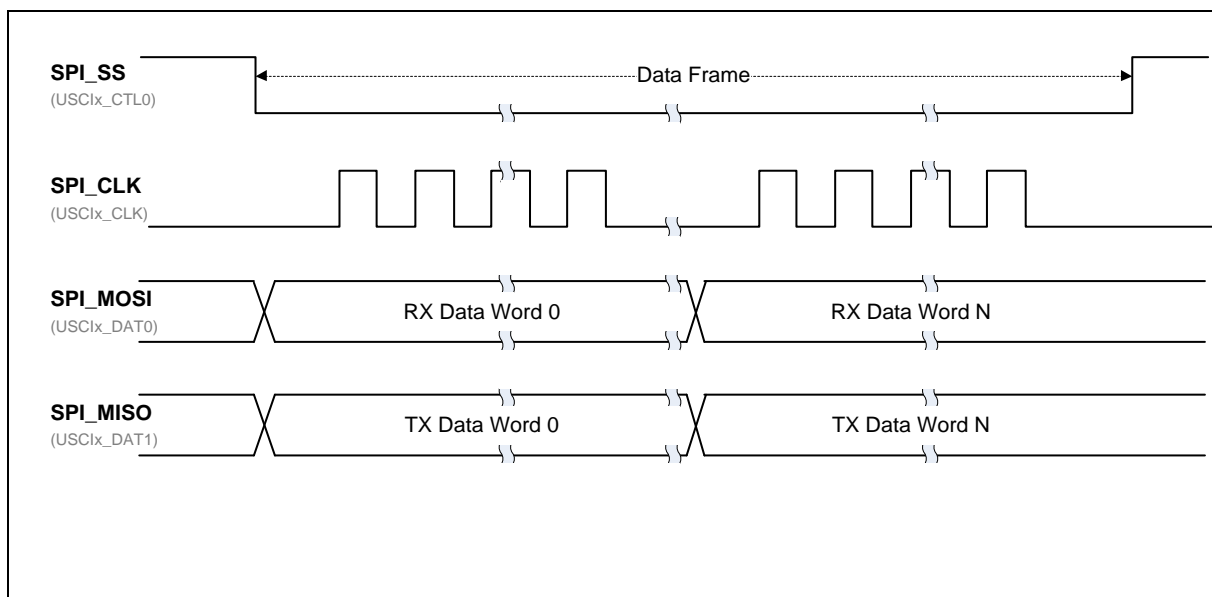 SPI_SS
(USCIx_CTL0)
Data Frame
SPI_CLK
(USCIx_CLK)
SPI_MOSI
(USCIx_DAT0)
RX Data Word 0
RX Data Word N
SPI_MISO
(USCIx_DAT1)
TX Data Word 0
TX Data Word N